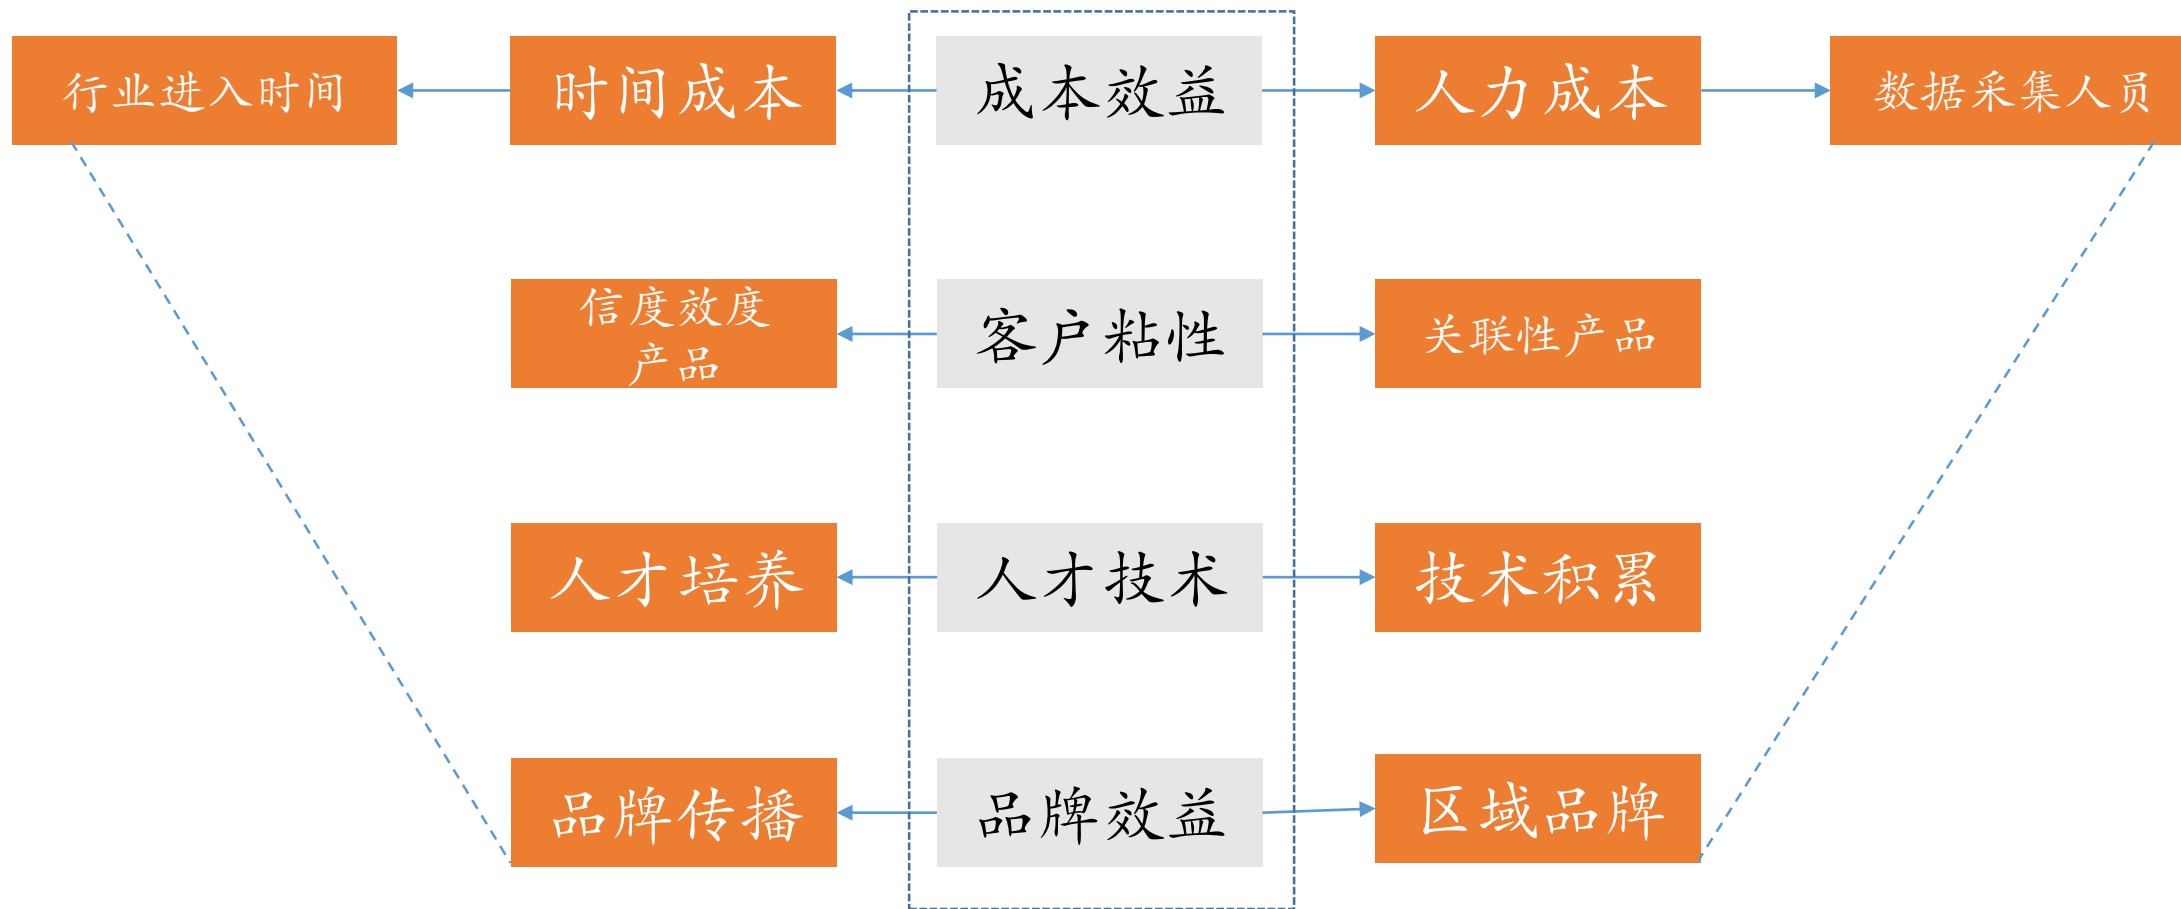 行业进入时间
时间成本
成本效益
人力成本
数据采集人员
信度效度
产品
客户粘性
关联性产品
人才培养
人才技术
技术积累
品牌传播
品牌效益
区域品牌